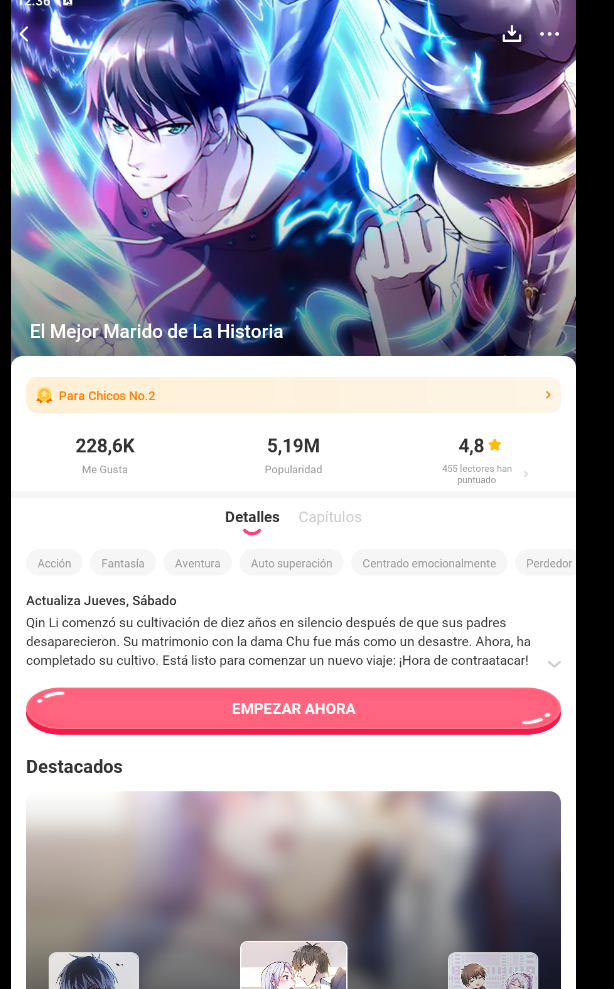 12:36
El Mejor Marido de La Historia
Para Chicos No.2
228,6K
5,19M
4,8
Me Gusta
Popularidad
455 lectores han
puntuado
Detalles
Capítulos
Acción
Fantasía
Aventura
Auto superación
Centrado emocionalmente
Perdedor
Actualiza Jueves, Sábado
Qin Li comenzó su cultivación de diez años en silencio después de que sus padres
desaparecieron. Su matrimonio con la dama Chu fue más como un desastre. Ahora, ha
completado su cultivo. Está listo para comenzar un nuevo viaje: ¡Hora de contraatacar!
EMPEZAR AHORA
Destacados